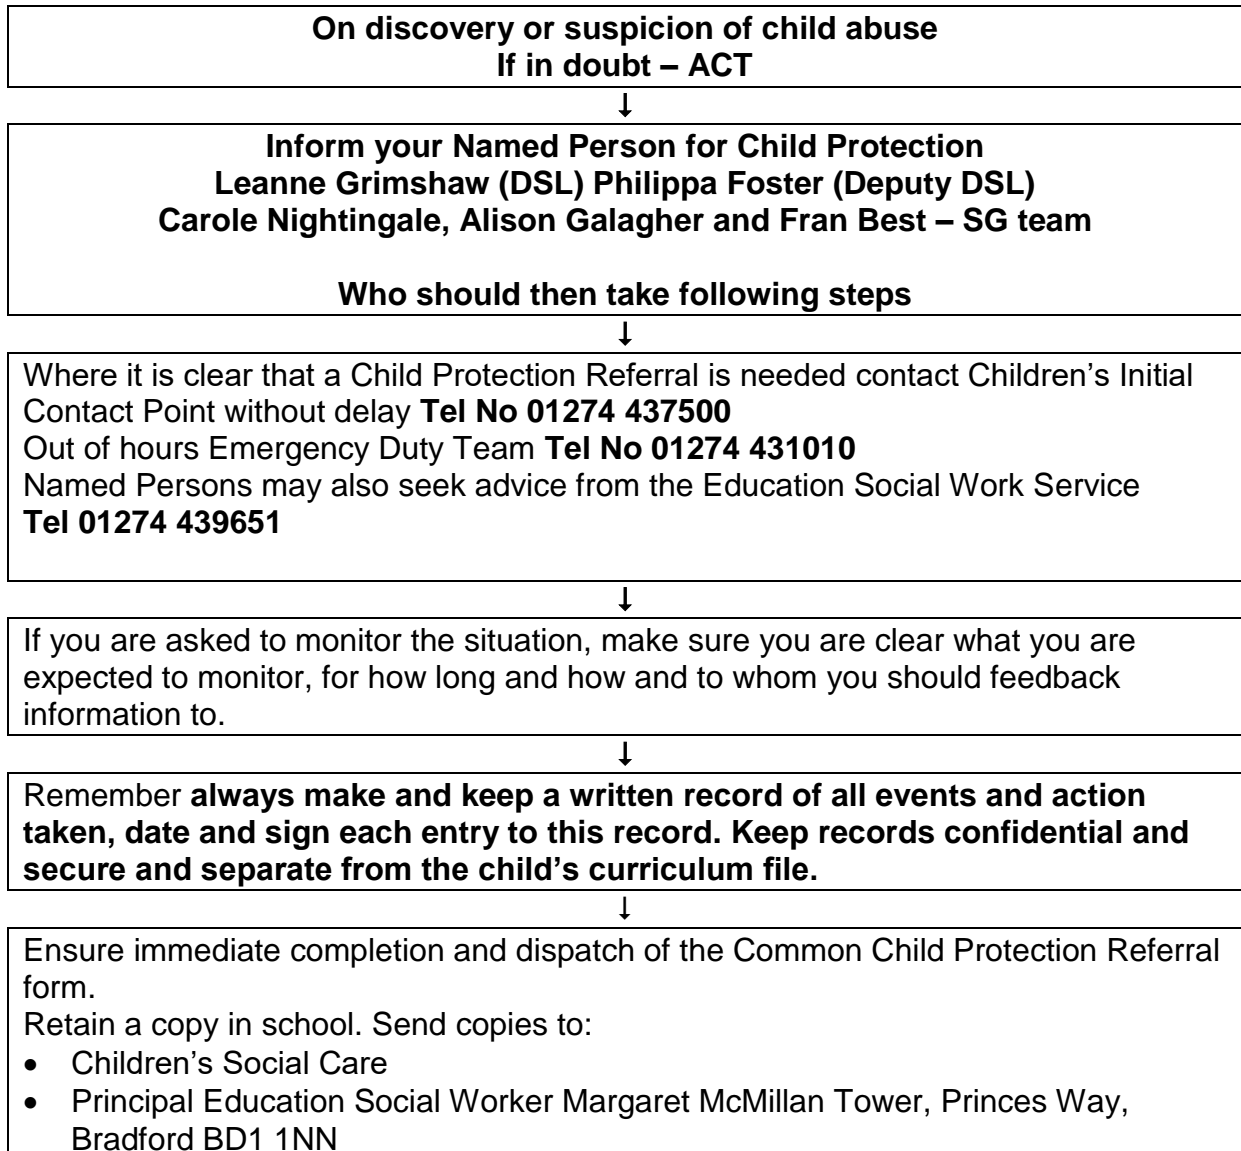 On discovery or suspicion of child abuse
If in doubt – ACT
↓
Inform your Named Person for Child Protection
Leanne Grimshaw (DSL) Philippa Foster (Deputy DSL)
Carole Nightingale, Alison Galagher and Fran Best – SG team
Who should then take following steps
↓
Where it is clear that a Child Protection Referral is needed contact Children’s Initial
Contact Point without delay Tel No 01274 437500
Out of hours Emergency Duty Team Tel No 01274 431010
Named Persons may also seek advice from the Education Social Work Service
Tel 01274 439651
↓
If you are asked to monitor the situation, make sure you are clear what you are
expected to monitor, for how long and how and to whom you should feedback
information to.
↓
Remember always make and keep a written record of all events and action
taken, date and sign each entry to this record. Keep records confidential and
secure and separate from the child’s curriculum file.
↓
Ensure immediate completion and dispatch of the Common Child Protection Referral
form.
Retain a copy in school. Send copies to:
• Children’s Social Care
• Principal Education Social Worker Margaret McMillan Tower, Princes Way,
Bradford BD1 1NN